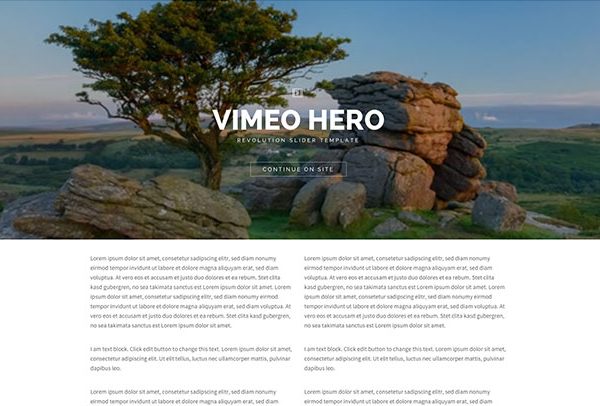 VIMEO HERO
REVOLUTION SLIDER TEMPLATE
CONTINUE ON SITE
Lorem ipsum dolor sit amet, consetetur sadipscing elitr, sed diam nonumy
eirmod tempor invidunt ut labore et dolore magna aliquyam erat, sed diam
voluptua. At vero eos et accusam et justo duo dolores et ea rebum. Stet clita
kasd gubergren, no sea takimata sanctus est Lorem ipsum dolor sit amet. Lorem
ipsum dolor sit amet, consetetur sadipscing elitr, sed diam nonumy eirmod
tempor invidunt ut labore et dolore magna aliquyam erat, sed diam voluptua. At
vero eos et accusam et justo duo dolores et ea rebum. Stet clita kasd gubergren,
no sea takimata sanctus est Lorem ipsum dolor sit amet.
I am text block. Click edit button to change this text. Lorem ipsum dolor sit amet,
consectetur adipiscing elit. Ut elit tellus, luctus nec ullamcorper mattis, pulvinar
dapibus leo.
Lorem ipsum dolor sit amet, consetetur sadipscing elitr, sed diam nonumy
eirmod tempor invidunt ut labore et dolore magna aliquyam erat, sed diam
Lorem ipsum dolor sit amet, consetetur sadipscing elitr, sed diam nonumy
eirmod tempor invidunt ut labore et dolore magna aliquyam erat, sed diam
voluptua. At vero eos et accusam et justo duo dolores et ea rebum. Stet clita
kasd gubergren, no sea takimata sanctus est Lorem ipsum dolor sit amet. Lorem
ipsum dolor sit amet, consetetur sadipscing elitr, sed diam nonumy eirmod
tempor invidunt ut labore et dolore magna aliquyam erat, sed diam voluptua. At
vero eos et accusam et justo duo dolores et ea rebum. Stet clita kasd gubergren,
no sea takimata sanctus est Lorem ipsum dolor sit amet.
I am text block. Click edit button to change this text. Lorem ipsum dolor sit amet,
consectetur adipiscing elit. Ut elit tellus, luctus nec ullamcorper mattis, pulvinar
dapibus leo.
Lorem ipsum dolor sit amet, consetetur sadipscing elitr, sed diam nonumy
eirmod tempor invidunt ut labore et dolore magna aliquyam erat, sed diam